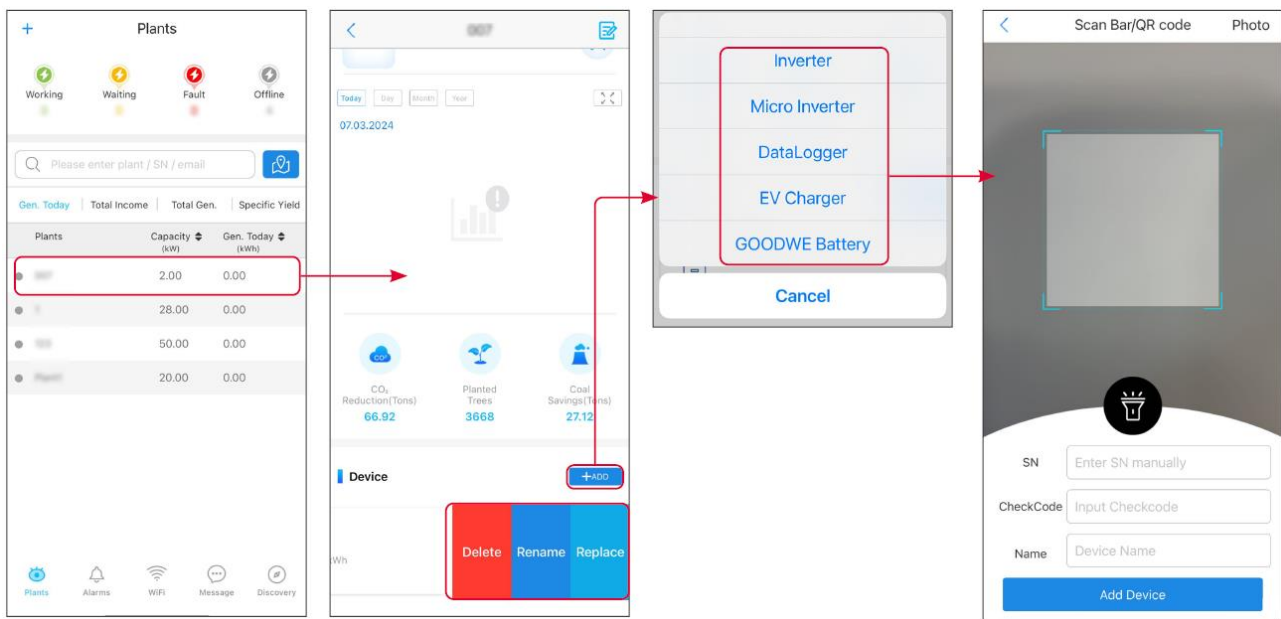 + Plants
Working Waiting Fault Offline
Please enter plant / SN / email
Gen. Today Total Income Total Gen. Specific Yield
Plants Capacity Gen. Today
(kW) (kWh)
2.00 0.00
28.00 0.00
50.00 0.00
20.00 0.00
Plants Alarms WiFi Message Discovery
007
Today Day Month Year
07.03.2024
CO₂ Planted Coal
Reduction(Tons) Trees Savings(Tons)
66.92 3668 27.12
Device +ADD
Wh Delete Rename Replace
Inverter
Micro Inverter
DataLogger
EV Charger
GOODWE Battery
Cancel
Scan Bar/QR code Photo
SN Enter SN manually
CheckCode Input Checkcode
Name Device Name
Add Device